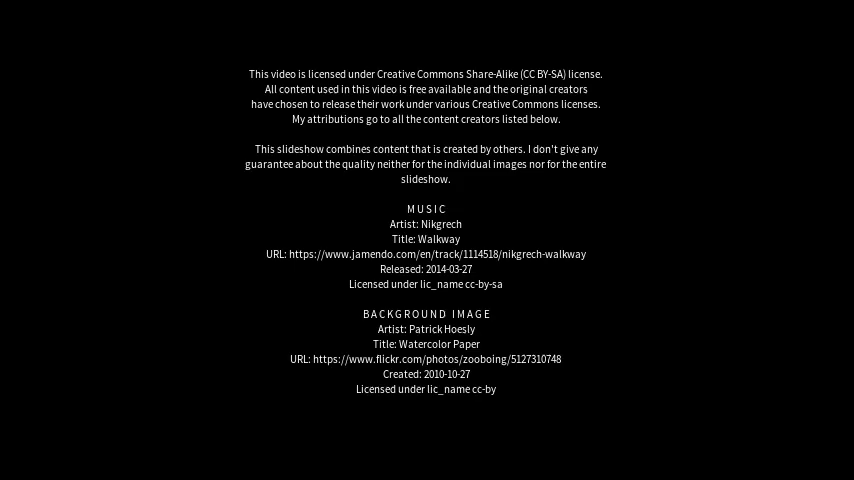 This video is licensed under Creative Commons Share-Alike (CC BY-SA) license.
All content used in this video is free available and the original creators
have chosen to release their work under various Creative Commons licenses.
My attributions go to all the content creators listed below.
This slideshow combines content that is created by others. I don't give any
guarantee about the quality neither for the individual images nor for the entire
slideshow.
MUSIC
Artist: Nikgrech
Title: Walkway
URL: https://www.jamendo.com/en/track/1114518/nikgrech-walkway
Released: 2014-03-27
Licensed under lic_name cc-by-sa
BACKGROUND IMAGE
Artist: Patrick Hoesly
Title: Watercolor Paper
URL: https://www.flickr.com/photos/zooboing/5127310748
Created: 2010-10-27
Licensed under lic_name cc-by